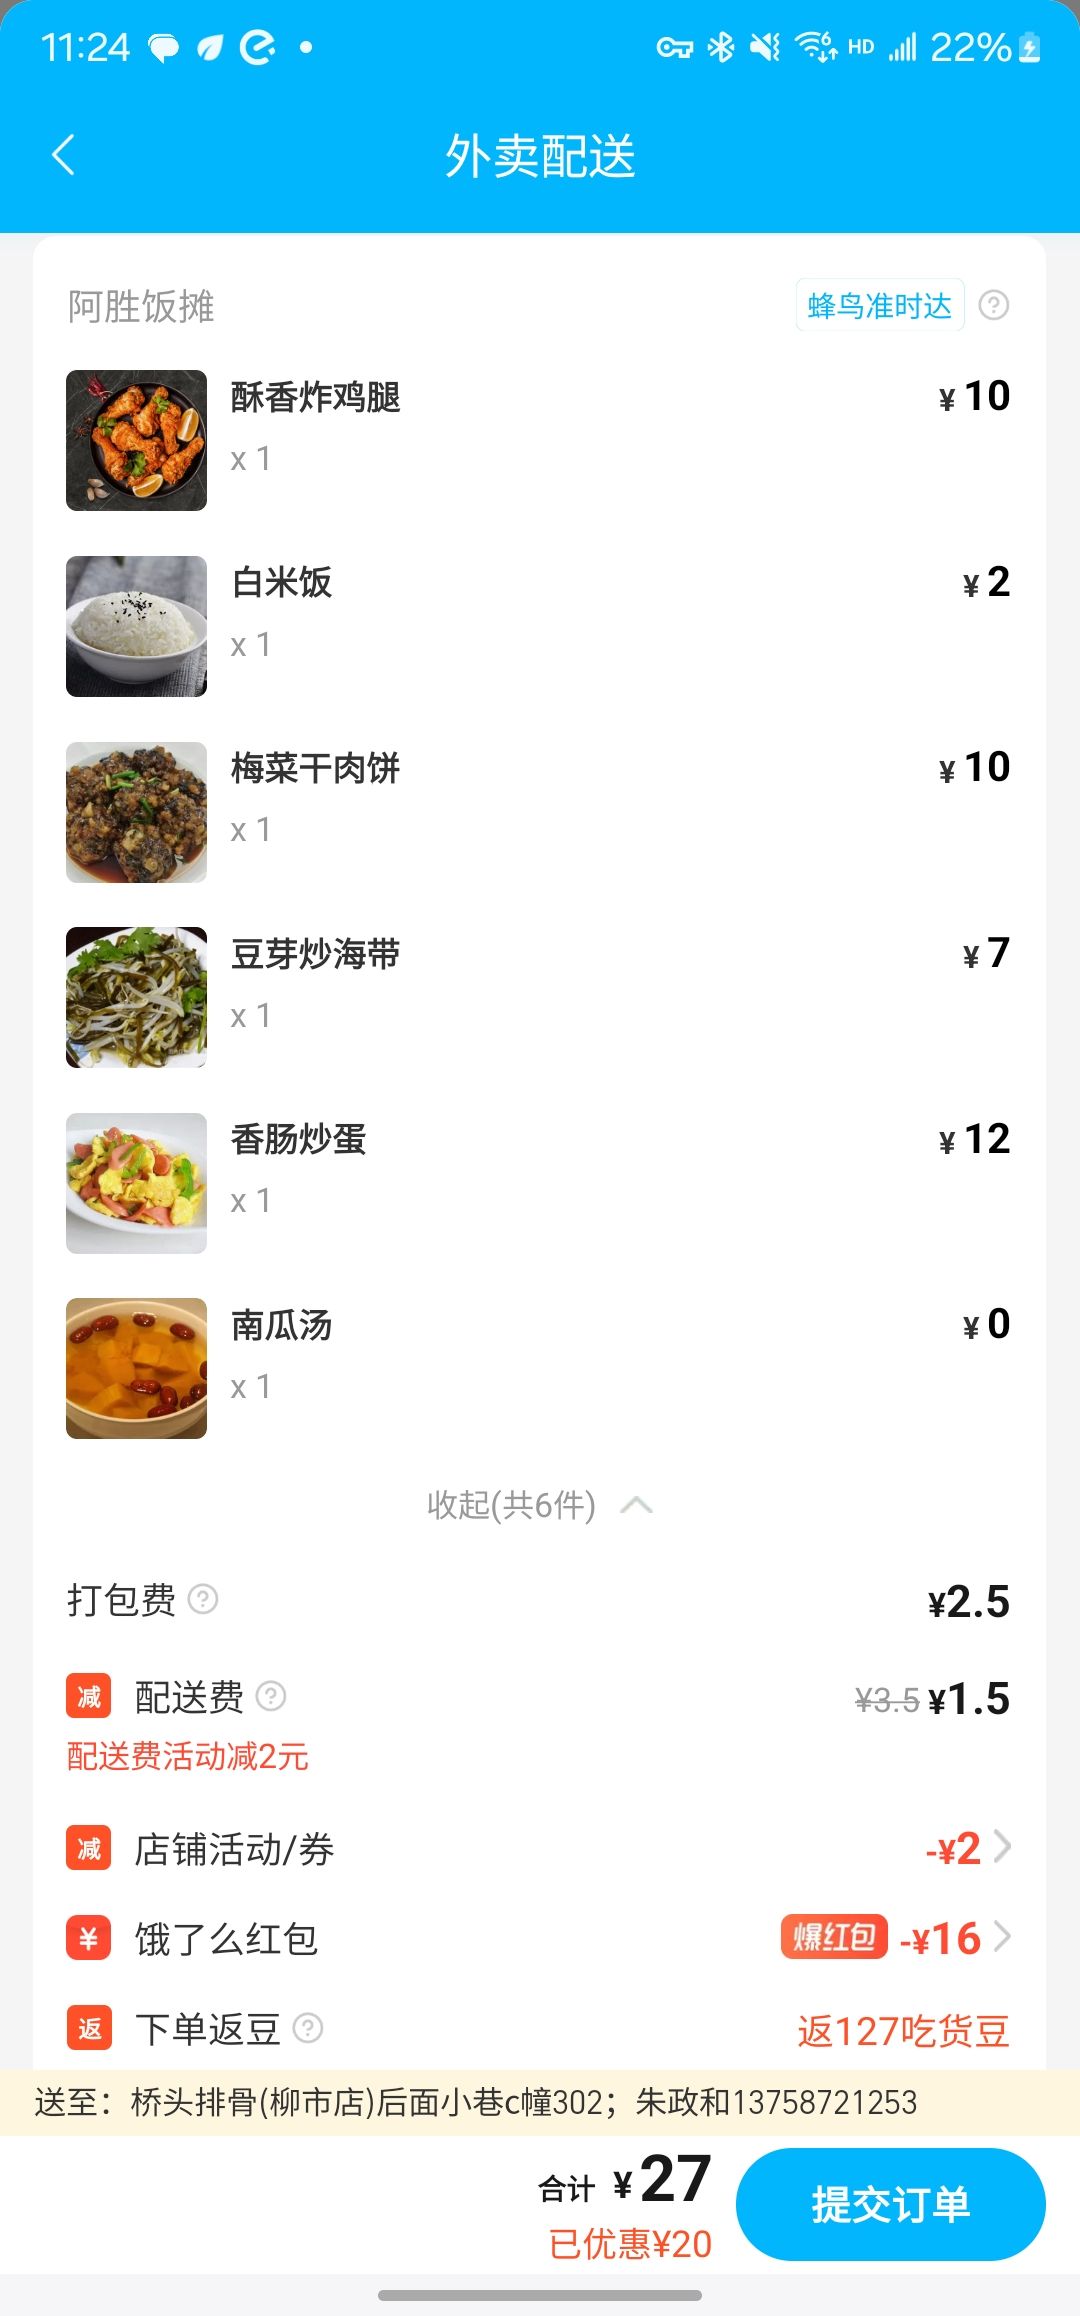 11:24
HD 22%
外卖配送
阿胜饭摊 蜂鸟准时达
酥香炸鸡腿 ¥10
x 1
白米饭 ¥2
x 1
梅菜干肉饼 ¥10
x 1
豆芽炒海带 ¥7
x 1
香肠炒蛋 ¥12
x 1
南瓜汤 ¥0
x 1
收起(共6件)
打包费 ¥2.5
减 配送费 ¥3.5 ¥1.5
配送费活动减2元
减 店铺活动/券 -¥2
¥ 饿了么红包 爆红包 -¥16
返 下单返豆 返127吃货豆
送至：桥头排骨(柳市店)后面小巷c幢302；朱政和13758721253
合计 ¥27
已优惠¥20
提交订单